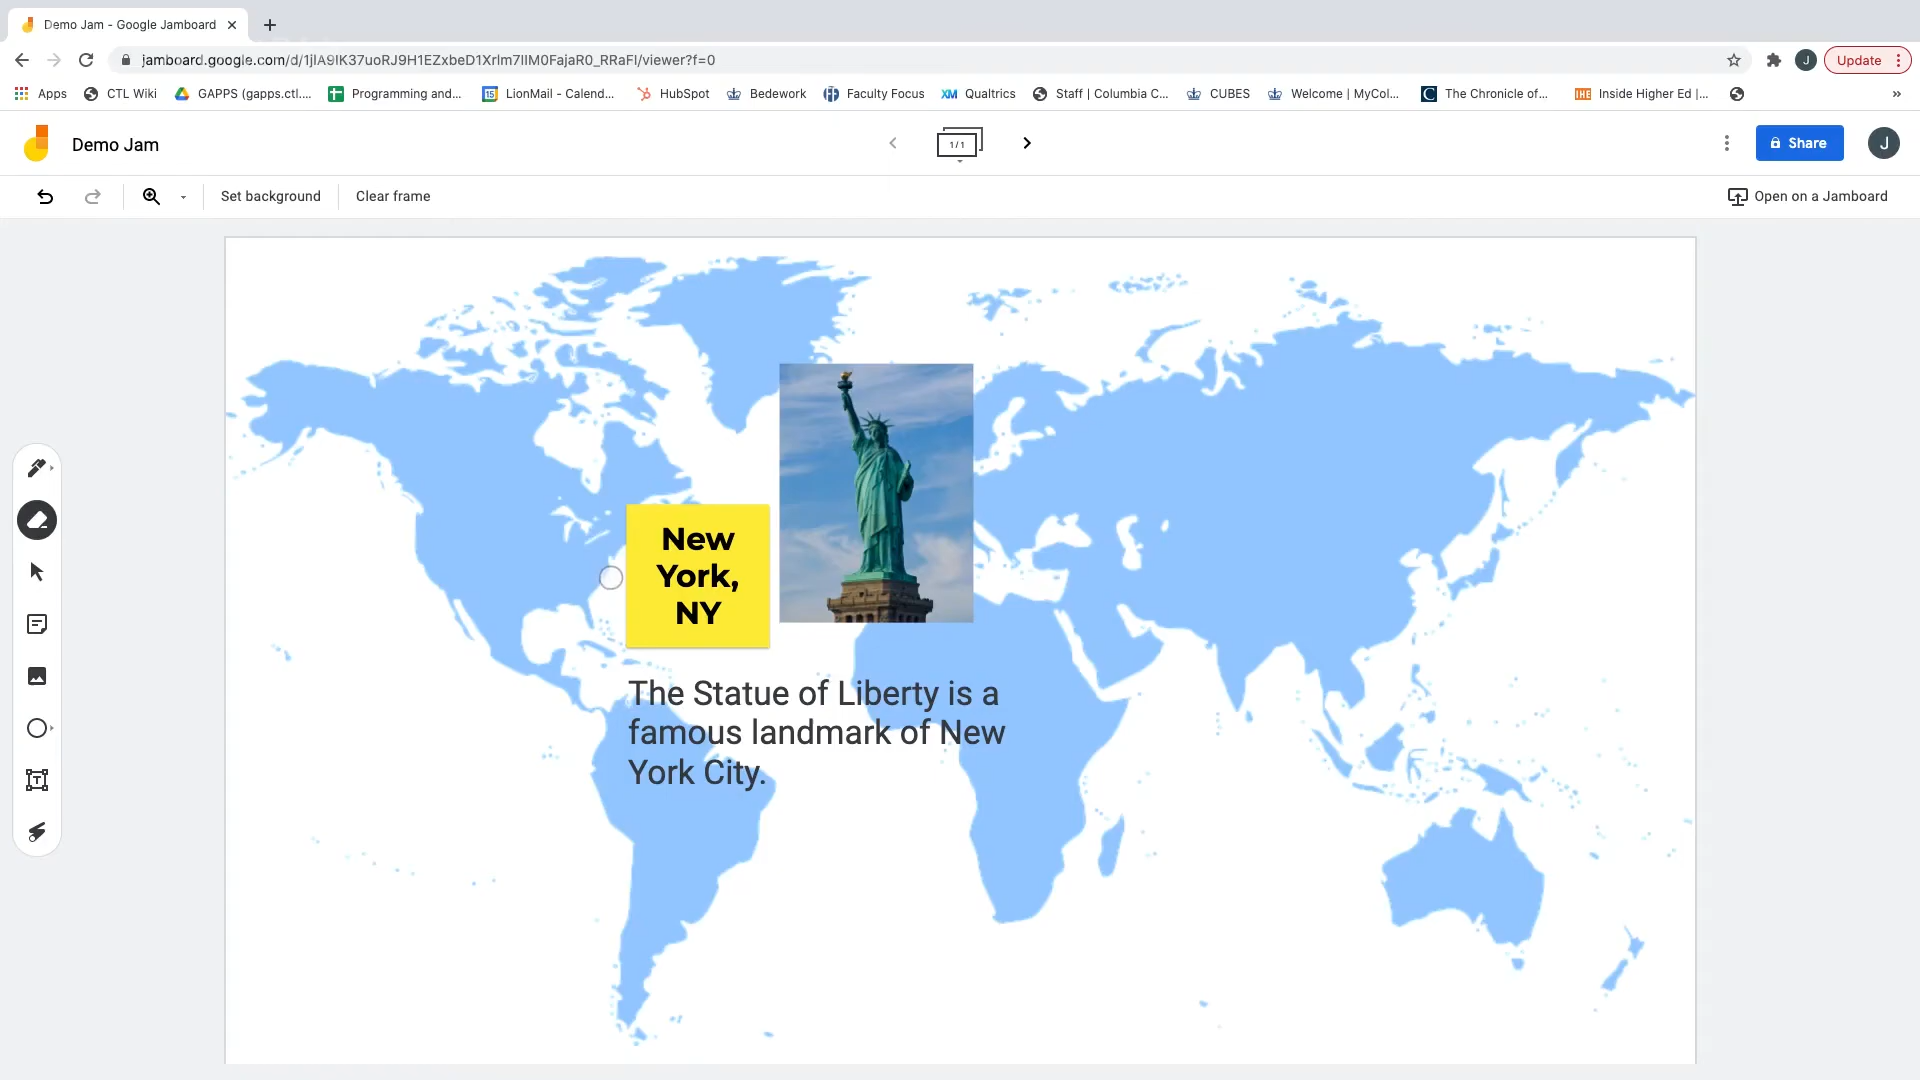 Demo Jam - Google Jamboard
jamboard.google.com/d/1jIA9IK37uoRJ9H1EZxbeD1XrIm7IIM0FajaR0_RRaFI/viewer?f=0
J
Update
Apps
CTL Wiki
GAPPS (gapps.ctl....
Programming and...
LionMail - Calend...
HubSpot
Bedework
Faculty Focus
Qualtrics
Staff | Columbia C...
CUBES
Welcome | MyCol...
The Chronicle of...
Inside Higher Ed |...
Demo Jam
1/1
Share
J
Set background
Clear frame
Open on a Jamboard
New
York,
NY
The Statue of Liberty is a
famous landmark of New
York City.